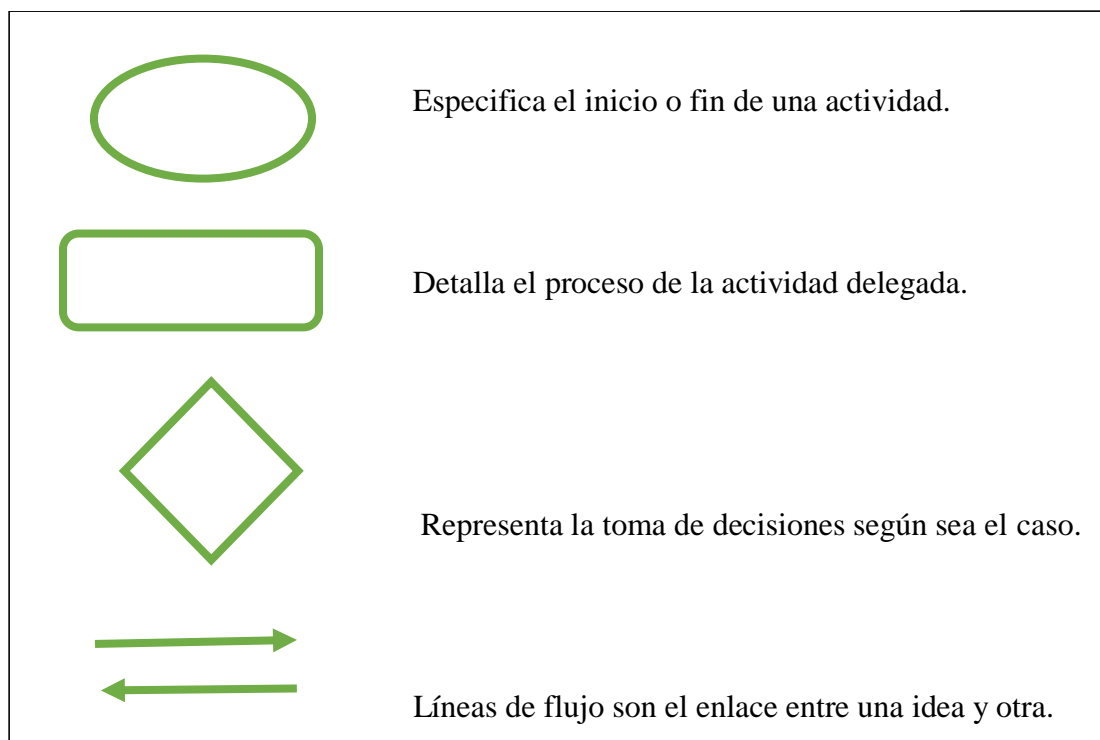 Especifica el inicio o fin de una actividad.
Detalla el proceso de la actividad delegada.
Representa la toma de decisiones según sea el caso.
Líneas de flujo son el enlace entre una idea y otra.